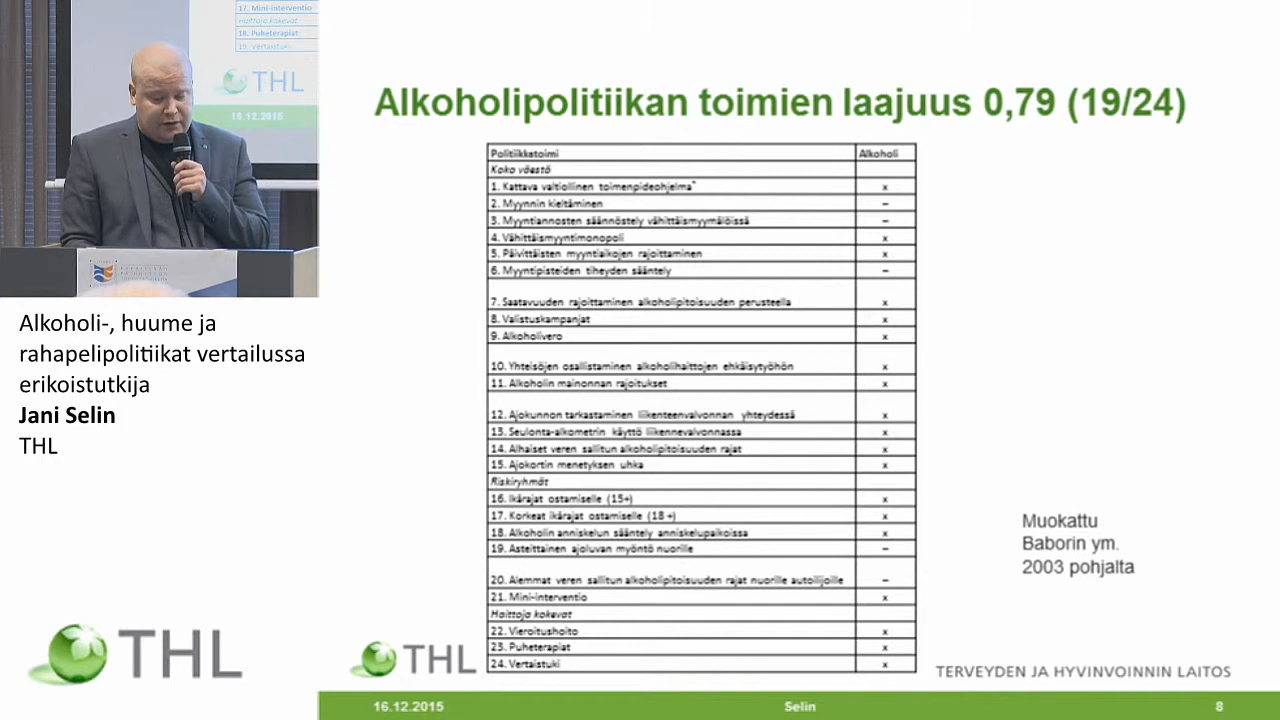 17. Mini-interventio
Haittoja kokevat
18. Puheterapiat
19. Vertaistuki
THL
16.12.2015
Alkoholi-, huume ja
rahapelipolitiikat vertailussa
erikoistutkija
Jani Selin
THL
THL
Alkoholipolitiikan toimien laajuus 0,79 (19/24)
Politiikkatoimi Alkoholi
Koko väestö
1. Kattava valtiollinen toimenpideohjelma* x
2. Myynnin kieltäminen –
3. Myyntiannosten säännöstely vähittäismyymälöissä –
4. Vähittäismyyntimonopoli x
5. Päivittäisten myyntiaikojen rajoittaminen x
6. Myyntipisteiden tiheyden sääntely –
7. Saatavuuden rajoittaminen alkoholipitoisuuden perusteella x
8. Valistuskampanjat x
9. Alkoholivero x
10. Yhteisöjen osallistaminen alkoholihaittojen ehkäisytyöhön x
11. Alkoholin mainonnan rajoitukset x
12. Ajokunnon tarkastaminen liikenteenvalvonnan yhteydessä x
13. Seulonta-alkometrin käyttö liikennevalvonnassa x
14. Alhaiset veren sallitun alkoholipitoisuuden rajat x
15. Ajokortin menetyksen uhka x
Riskiryhmät
16. Ikärajat ostamiselle (15+) x
17. Korkeat ikärajat ostamiselle (18 +) x
18. Alkoholin anniskelun sääntely anniskelupaikoissa x
19. Asteittainen ajoluvan myöntö nuorille –
20. Alemmat veren sallitun alkoholipitoisuuden rajat nuorille autoilijoille –
21. Mini-interventio x
Haittoja kokevat
22. Vieroitushoito x
23. Puheterapiat x
24. Vertaistuki x
Muokattu
Baborin ym.
2003 pohjalta
THL
TERVEYDEN JA HYVINVOINNIN LAITOS
16.12.2015 Selin 8